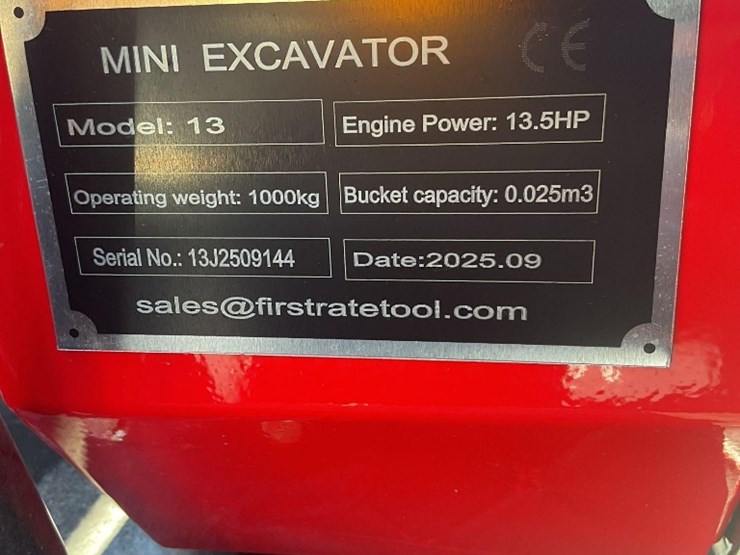 MINI EXCAVATOR CE
Model: 13 Engine Power: 13.5HP
Operating weight: 1000kg Bucket capacity: 0.025m3
Serial No.: 13J2509144 Date:2025.09
sales@firstratetool.com